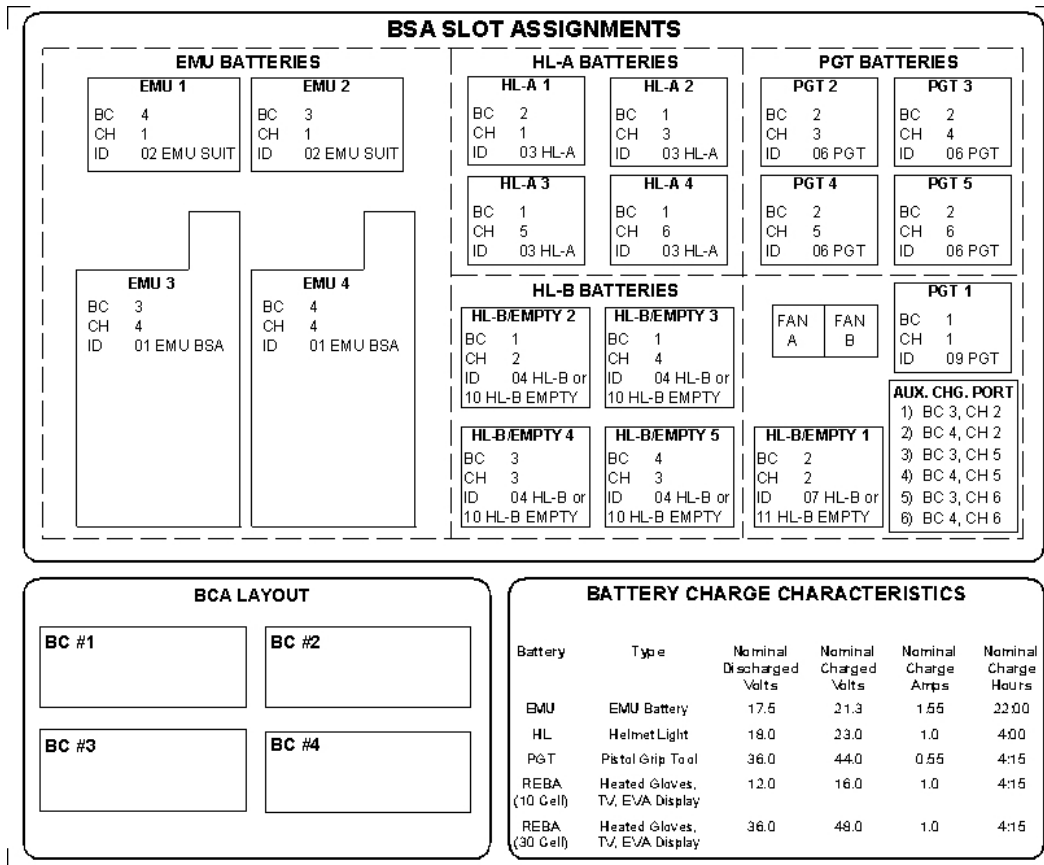 BSA SLOT ASSIGNMENTS
EMU BATTERIES
EMU 1
BC 4
CH 1
ID 02 EMU SUIT
EMU 2
BC 3
CH 1
ID 02 EMU SUIT
EMU 3
BC 3
CH 4
ID 01 EMU BSA
EMU 4
BC 4
CH 4
ID 01 EMU BSA
HL-A BATTERIES
HL-A 1
BC 2
CH 1
ID 03 HL-A
HL-A 2
BC 1
CH 3
ID 03 HL-A
HL-A 3
BC 1
CH 5
ID 03 HL-A
HL-A 4
BC 1
CH 6
ID 03 HL-A
HL-B BATTERIES
HL-B/EMPTY 2
BC 1
CH 2
ID 04 HL-B or
10 HL-B EMPTY
HL-B/EMPTY 3
BC 1
CH 4
ID 04 HL-B or
10 HL-B EMPTY
HL-B/EMPTY 4
BC 3
CH 3
ID 04 HL-B or
10 HL-B EMPTY
HL-B/EMPTY 5
BC 4
CH 3
ID 04 HL-B or
10 HL-B EMPTY
PGT BATTERIES
PGT 2
BC 2
CH 3
ID 06 PGT
PGT 3
BC 2
CH 4
ID 06 PGT
PGT 4
BC 2
CH 5
ID 06 PGT
PGT 5
BC 2
CH 6
ID 06 PGT
FAN
A
FAN
B
PGT 1
BC 1
CH 1
ID 09 PGT
HL-B/EMPTY 1
BC 2
CH 2
ID 07 HL-B or
11 HL-B EMPTY
AUX. CHG. PORT
1) BC 3, CH 2
2) BC 4, CH 2
3) BC 3, CH 5
4) BC 4, CH 5
5) BC 3, CH 6
6) BC 4, CH 6
BCA LAYOUT
BC #1
BC #2
BC #3
BC #4
BATTERY CHARGE CHARACTERISTICS
Battery Type Nominal Discharged Volts Nominal Charged Volts Nominal Charge Amps Nominal Charge Hours
EMU EMU Battery 17.5 21.3 1.55 22:00
HL Helmet Light 18.0 23.0 1.0 4:00
PGT Pistol Grip Tool 36.0 44.0 0.55 4:15
REBA Heated Gloves, 12.0 16.0 1.0 4:15
(10 Cell) TV, EVA Display
REBA Heated Gloves, 36.0 48.0 1.0 4:15
(30 Cell) TV, EVA Display